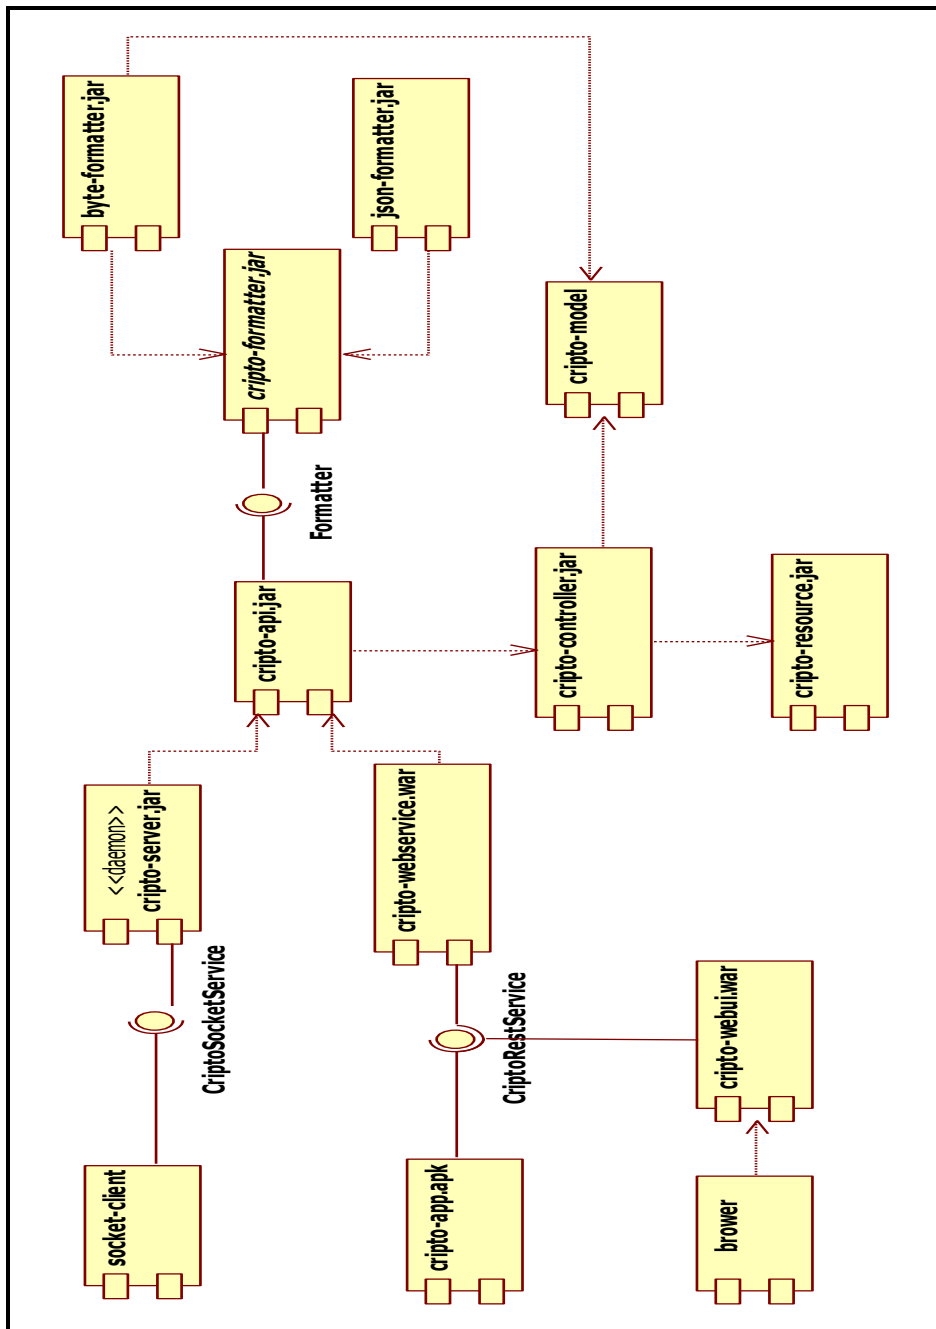 byte-formatter.jar
json-formatter.jar
cripto-formatter.jar
cripto-model
Formatter
cripto-api.jar
cripto-controller.jar
cripto-resource.jar
<<daemon>>
cripto-server.jar
cripto-webservice.war
CriptoSocketService
CriptoRestService
cripto-webui.war
socket-client
cripto-app.apk
brower